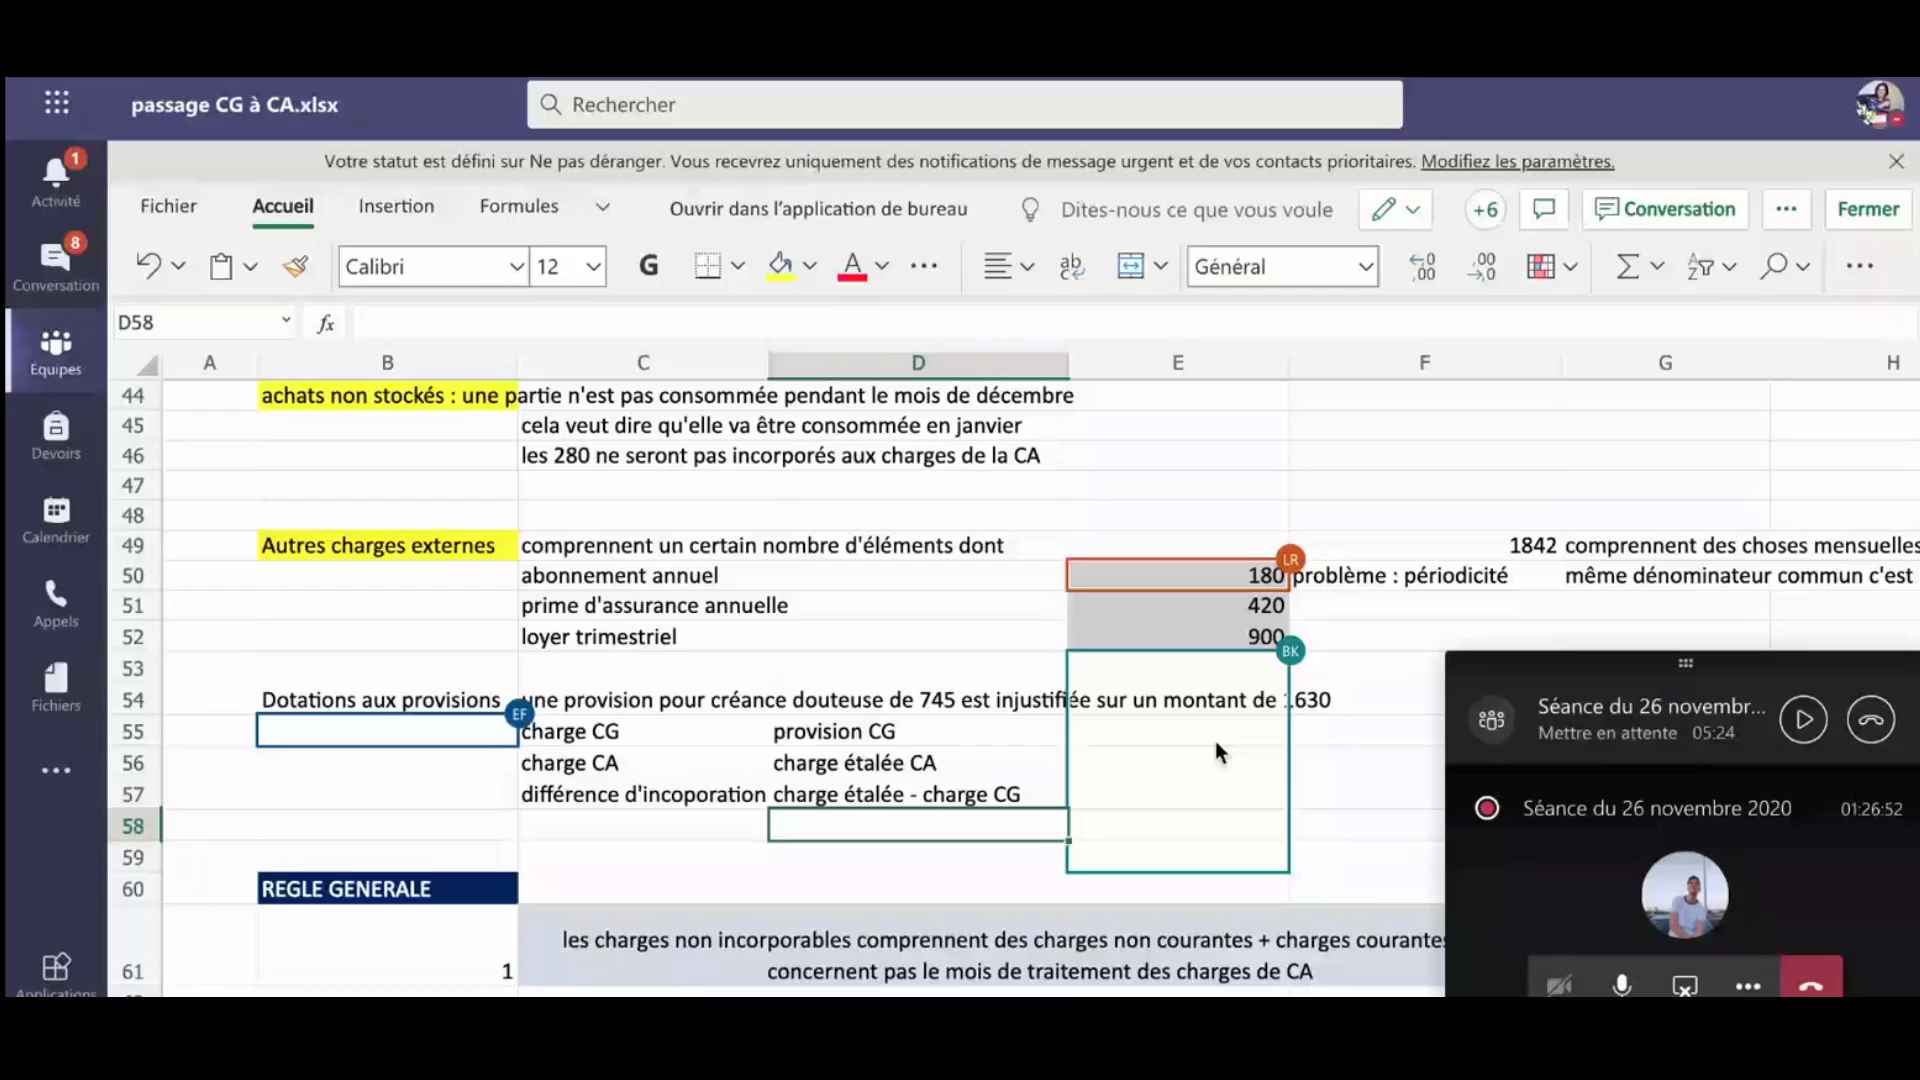 passage CG à CA.xlsx
Rechercher
Votre statut est défini sur Ne pas déranger. Vous recevrez uniquement des notifications de message urgent et de vos contacts prioritaires. Modifiez les paramètres.
1
Activité
8
Conversation
Équipes
Devoirs
Calendrier
Appels
Fichiers
Applications
Fichier Accueil Insertion Formules Ouvrir dans l'application de bureau Dites-nous ce que vous voule +6 Conversation Fermer
Calibri 12 G A ab Général
D58 fx
A B C D E F G H
44 achats non stockés : une partie n'est pas consommée pendant le mois de décembre
45 cela veut dire qu'elle va être consommée en janvier
46 les 280 ne seront pas incorporés aux charges de la CA
47
48
49 Autres charges externes comprennent un certain nombre d'éléments dont 1842 comprennent des choses mensuelles
50 abonnement annuel 180 LR problème : périodicité même dénominateur commun c'est
51 prime d'assurance annuelle 420
52 loyer trimestriel 900
BK
53
54 Dotations aux provisions une provision pour créance douteuse de 745 est injustifiée sur un montant de 1630
EF
55 charge CG provision CG
56 charge CA charge étalée CA
57 différence d'incoporation charge étalée - charge CG
58
59
60 REGLE GENERALE
les charges non incorporables comprennent des charges non courantes + charges courantes
61 1 concernent pas le mois de traitement des charges de CA
Séance du 26 novembr...
Mettre en attente 05:24
Séance du 26 novembre 2020 01:26:52